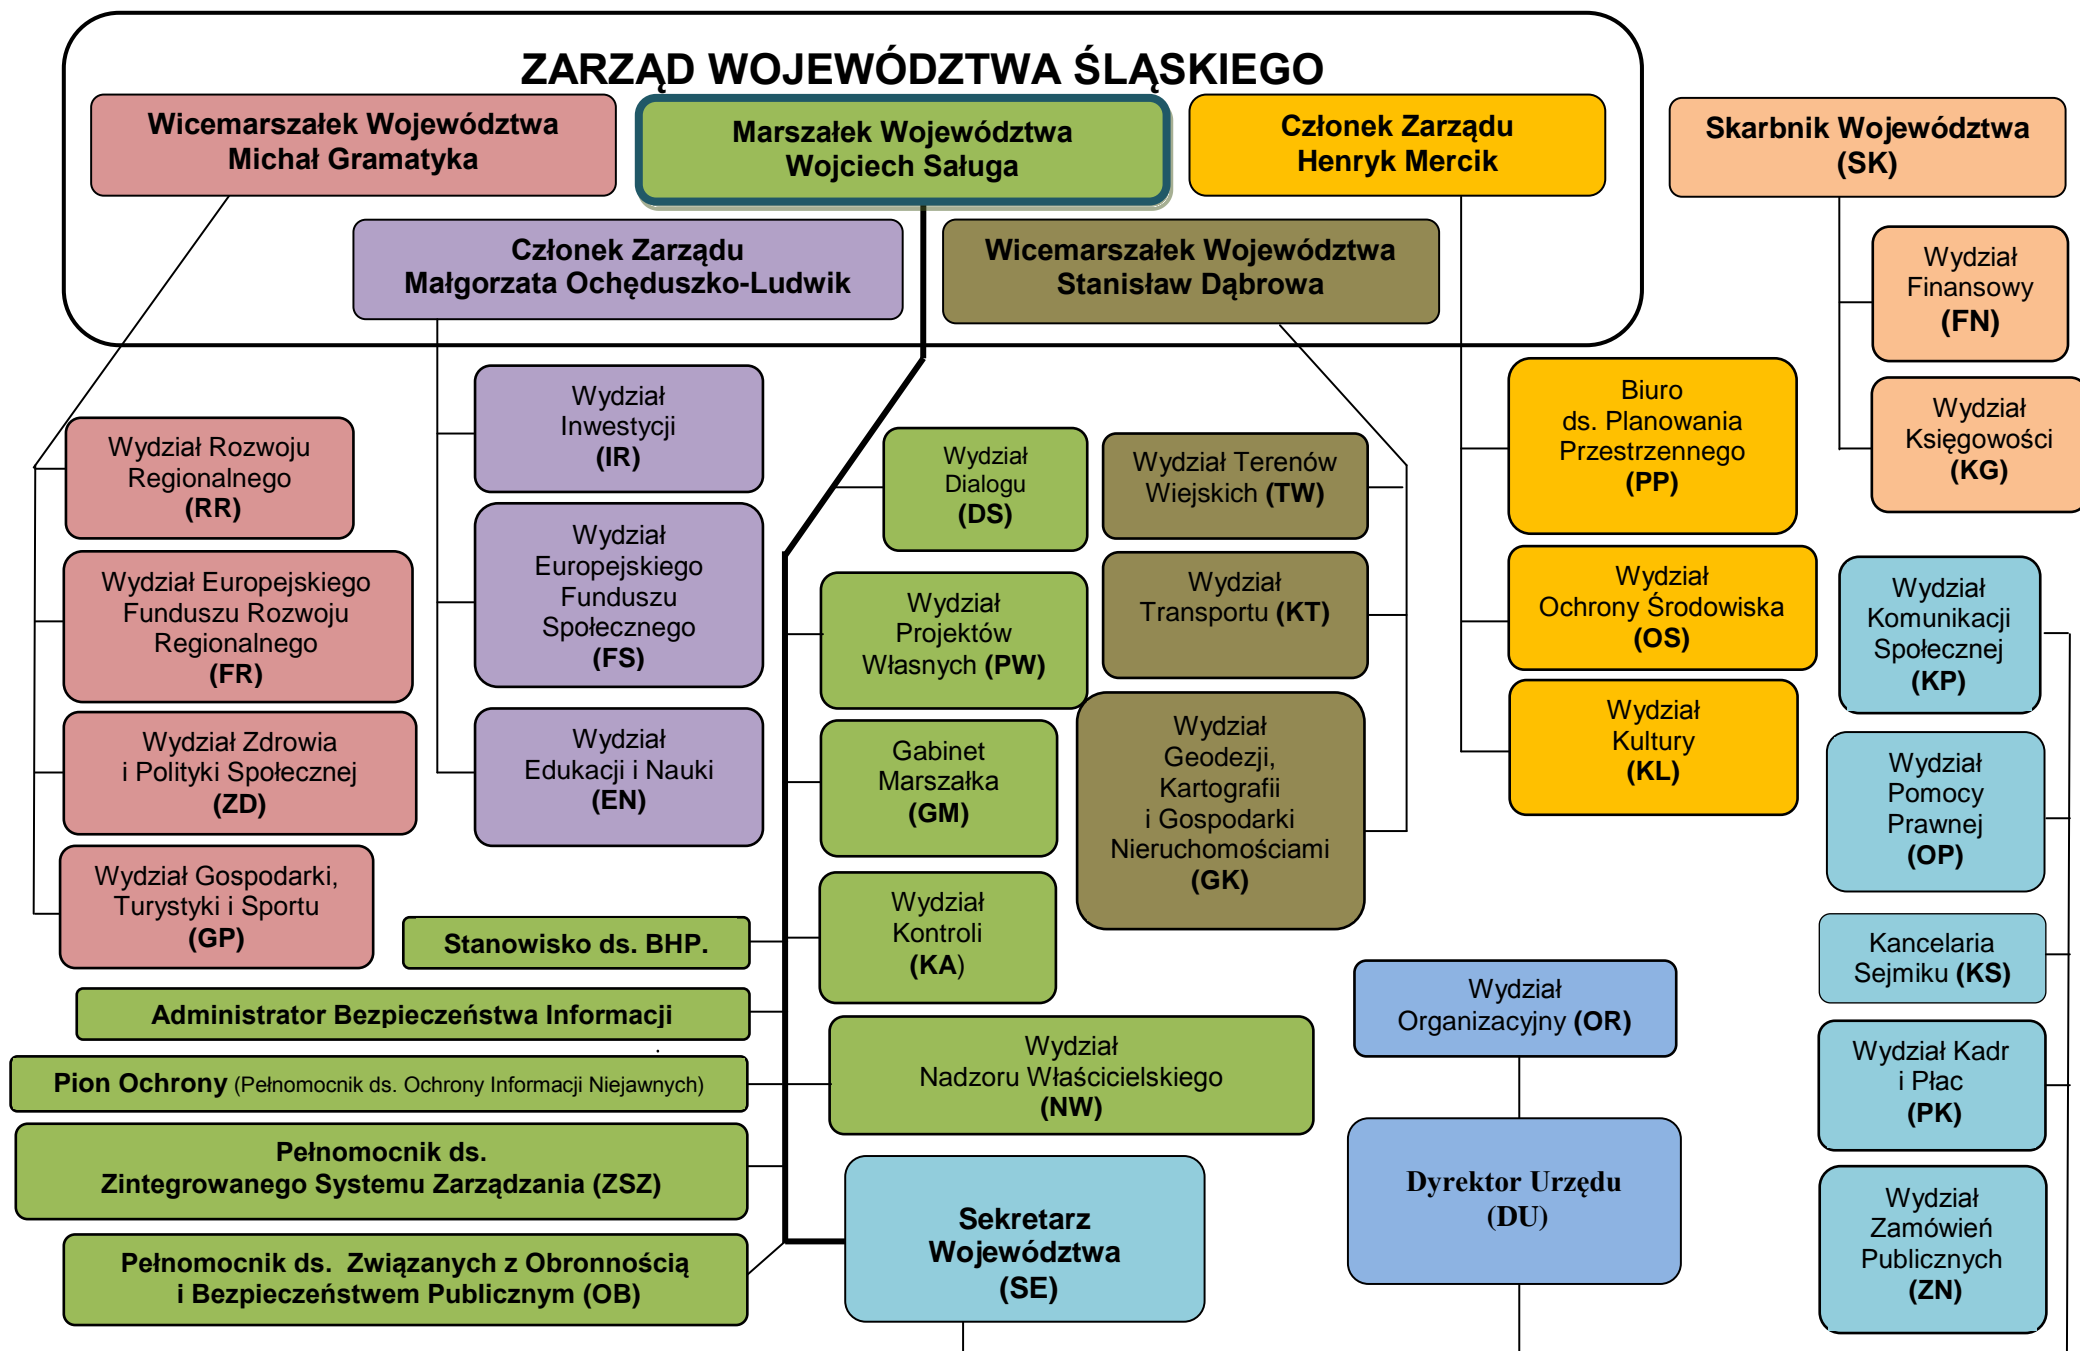 ZARZĄD WOJEWÓDZTWA ŚLĄSKIEGO
Wicemarszałek Województwa
Michał Gramatyka
Marszałek Województwa
Wojciech Saługa
Członek Zarządu
Henryk Mercik
Skarbnik Województwa
(SK)
Członek Zarządu
Małgorzata Ochęduszko-Ludwik
Wicemarszałek Województwa
Stanisław Dąbrowa
Wydział
Finansowy
(FN)
Wydział
Księgowości
(KG)
Wydział Rozwoju
Regionalnego
(RR)
Wydział Europejskiego
Funduszu Rozwoju
Regionalnego
(FR)
Wydział Zdrowia
i Polityki Społecznej
(ZD)
Wydział Gospodarki,
Turystyki i Sportu
(GP)
Wydział
Inwestycji
(IR)
Wydział
Europejskiego
Funduszu
Społecznego
(FS)
Wydział
Edukacji i Nauki
(EN)
Wydział
Dialogu
(DS)
Wydział
Projektów
Własnych (PW)
Gabinet
Marszałka
(GM)
Wydział
Kontroli
(KA)
Wydział
Nadzoru Właścicielskiego
(NW)
Wydział Terenów
Wiejskich (TW)
Wydział
Transportu (KT)
Wydział
Geodezji,
Kartografii
i Gospodarki
Nieruchomościami
(GK)
Biuro
ds. Planowania
Przestrzennego
(PP)
Wydział
Ochrony Środowiska
(OS)
Wydział
Kultury
(KL)
Wydział
Komunikacji
Społecznej
(KP)
Wydział
Pomocy
Prawnej
(OP)
Kancelaria
Sejmiku (KS)
Wydział Kadr
i Płac
(PK)
Wydział
Zamówień
Publicznych
(ZN)
Stanowisko ds. BHP.
Administrator Bezpieczeństwa Informacji
.
Pion Ochrony (Pełnomocnik ds. Ochrony Informacji Niejawnych)
Pełnomocnik ds.
Zintegrowanego Systemu Zarządzania (ZSZ)
Pełnomocnik ds. Związanych z Obronnością
i Bezpieczeństwem Publicznym (OB)
Sekretarz
Województwa
(SE)
Wydział
Organizacyjny (OR)
Dyrektor Urzędu
(DU)